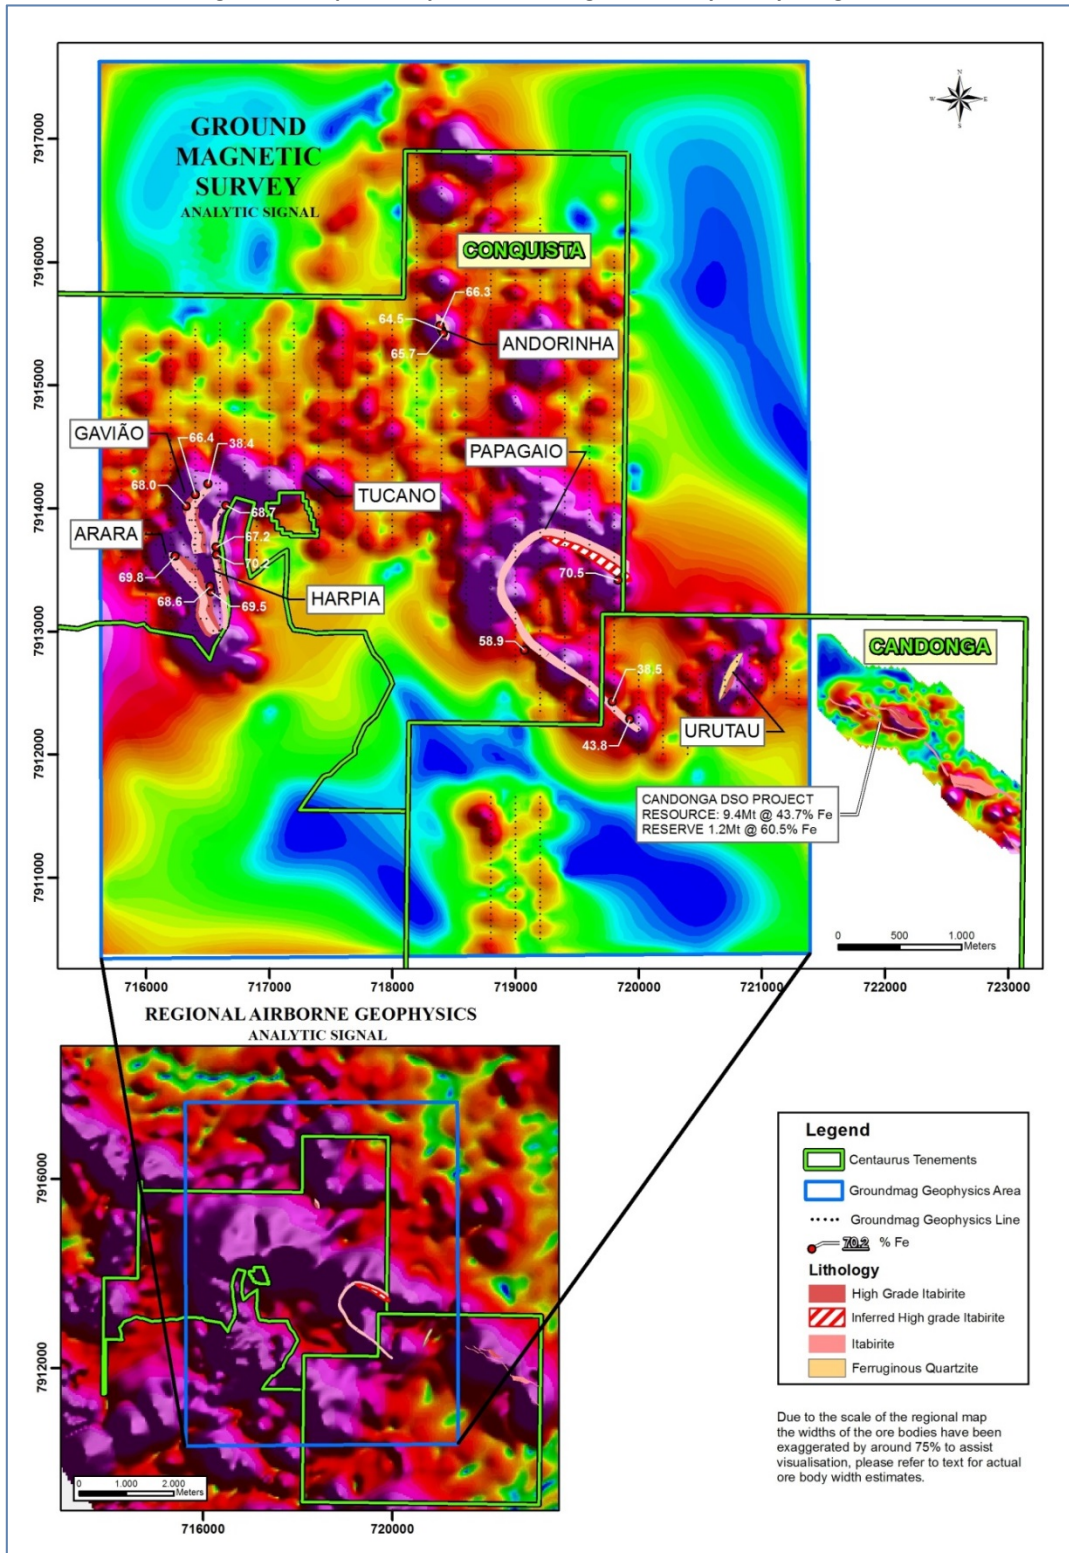 GROUND
MAGNETIC
SURVEY
ANALYTIC SIGNAL
N
W
E
S
7917000
7916000
7915000
7914000
7913000
7912000
7911000
CONQUISTA
66.3
64.5
65.7
ANDORINHA
GAVIÃO
66.4
38.4
68.0
TUCANO
PAPAGAIO
68.7
67.2
70.2
ARARA
69.8
68.6
69.5
HARPIA
70.5
58.9
38.5
43.8
URUTAU
CANDONGA
CANDONGA DSO PROJECT
RESOURCE: 9.4Mt @ 43.7% Fe
RESERVE 1.2Mt @ 60.5% Fe
0 500 1.000
Meters
716000 717000 718000 719000 720000 721000 722000 723000
REGIONAL AIRBORNE GEOPHYSICS
ANALYTIC SIGNAL
7916000
7912000
0 1.000 2.000
Meters
716000 720000
Legend
Centaurus Tenements
Groundmag Geophysics Area
Groundmag Geophysics Line
70.2 % Fe
Lithology
High Grade Itabirite
Inferred High grade Itabirite
Itabirite
Ferruginous Quartzite
Due to the scale of the regional map
the widths of the ore bodies have been
exaggerated by around 75% to assist
visualisation, please refer to text for actual
ore body width estimates.